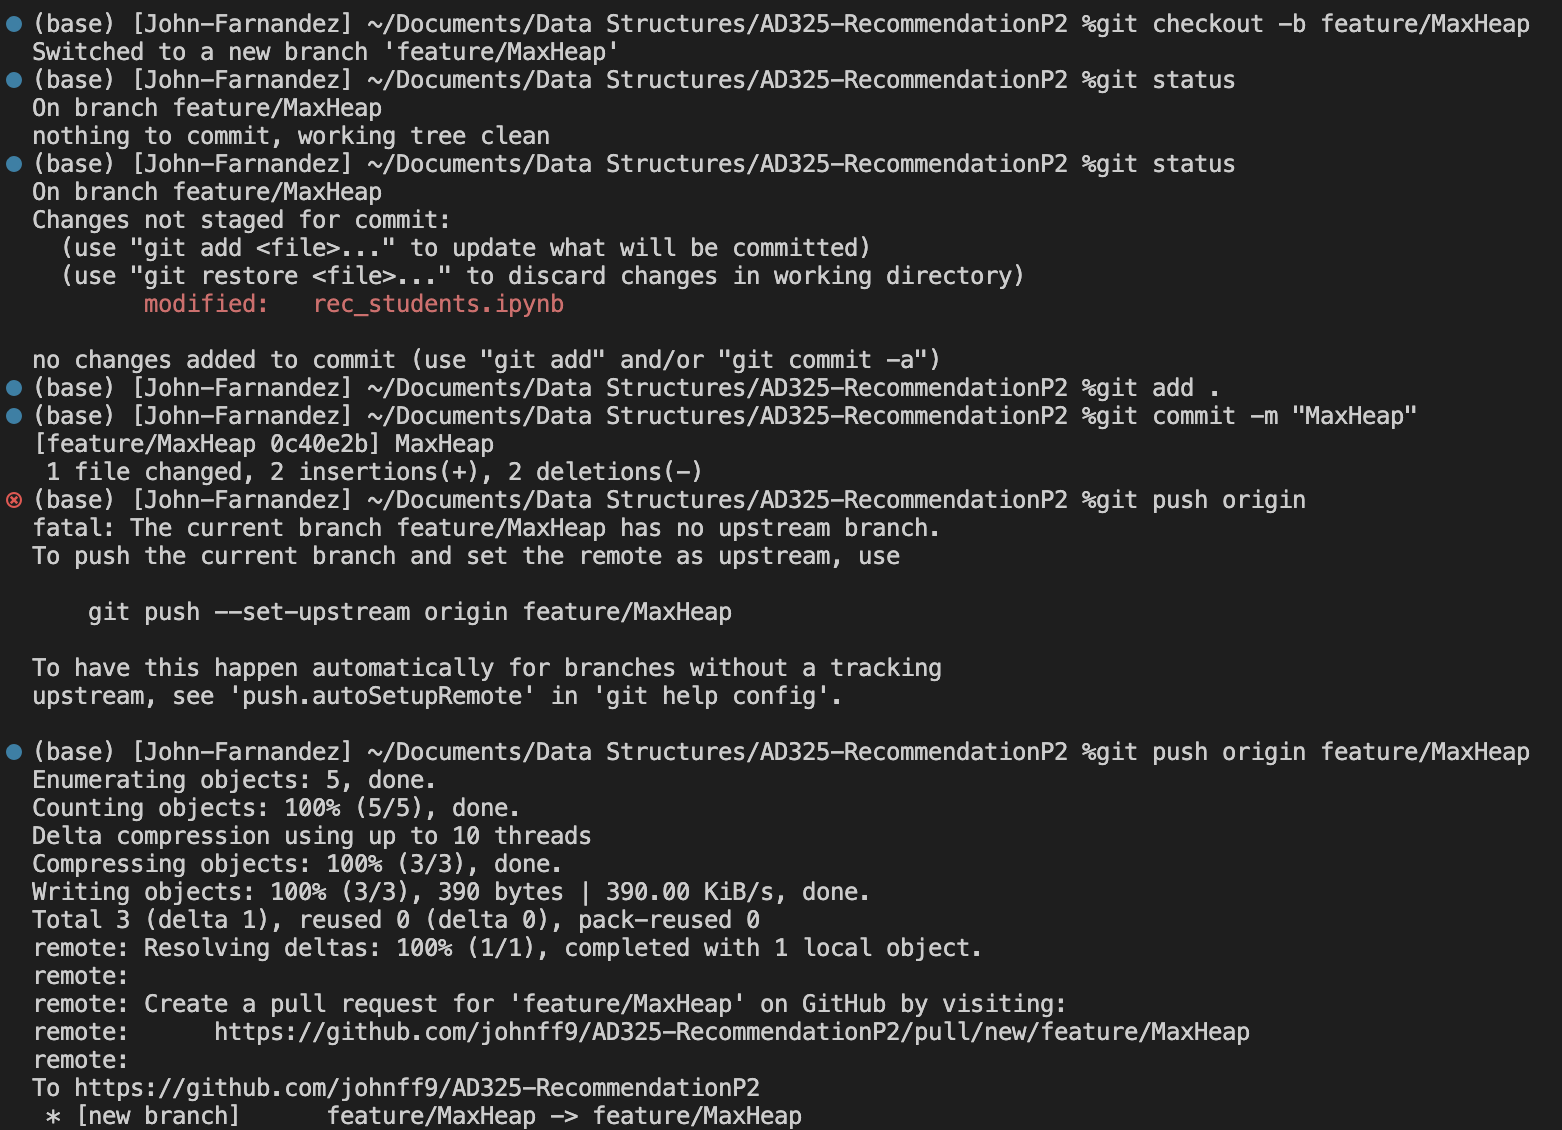 (base) [John-Farnandez] ~/Documents/Data Structures/AD325-RecommendationP2 %git checkout -b feature/MaxHeap
Switched to a new branch 'feature/MaxHeap'
(base) [John-Farnandez] ~/Documents/Data Structures/AD325-RecommendationP2 %git status
On branch feature/MaxHeap
nothing to commit, working tree clean
(base) [John-Farnandez] ~/Documents/Data Structures/AD325-RecommendationP2 %git status
On branch feature/MaxHeap
Changes not staged for commit:
  (use "git add <file>..." to update what will be committed)
  (use "git restore <file>..." to discard changes in working directory)
        modified:   rec_students.ipynb

no changes added to commit (use "git add" and/or "git commit -a")
(base) [John-Farnandez] ~/Documents/Data Structures/AD325-RecommendationP2 %git add .
(base) [John-Farnandez] ~/Documents/Data Structures/AD325-RecommendationP2 %git commit -m "MaxHeap"
[feature/MaxHeap 0c40e2b] MaxHeap
 1 file changed, 2 insertions(+), 2 deletions(-)
(base) [John-Farnandez] ~/Documents/Data Structures/AD325-RecommendationP2 %git push origin
fatal: The current branch feature/MaxHeap has no upstream branch.
To push the current branch and set the remote as upstream, use

    git push --set-upstream origin feature/MaxHeap

To have this happen automatically for branches without a tracking
upstream, see 'push.autoSetupRemote' in 'git help config'.

(base) [John-Farnandez] ~/Documents/Data Structures/AD325-RecommendationP2 %git push origin feature/MaxHeap
Enumerating objects: 5, done.
Counting objects: 100% (5/5), done.
Delta compression using up to 10 threads
Compressing objects: 100% (3/3), done.
Writing objects: 100% (3/3), 390 bytes | 390.00 KiB/s, done.
Total 3 (delta 1), reused 0 (delta 0), pack-reused 0
remote: Resolving deltas: 100% (1/1), completed with 1 local object.
remote:
remote: Create a pull request for 'feature/MaxHeap' on GitHub by visiting:
remote:      https://github.com/johnff9/AD325-RecommendationP2/pull/new/feature/MaxHeap
remote:
To https://github.com/johnff9/AD325-RecommendationP2
 * [new branch]      feature/MaxHeap -> feature/MaxHeap